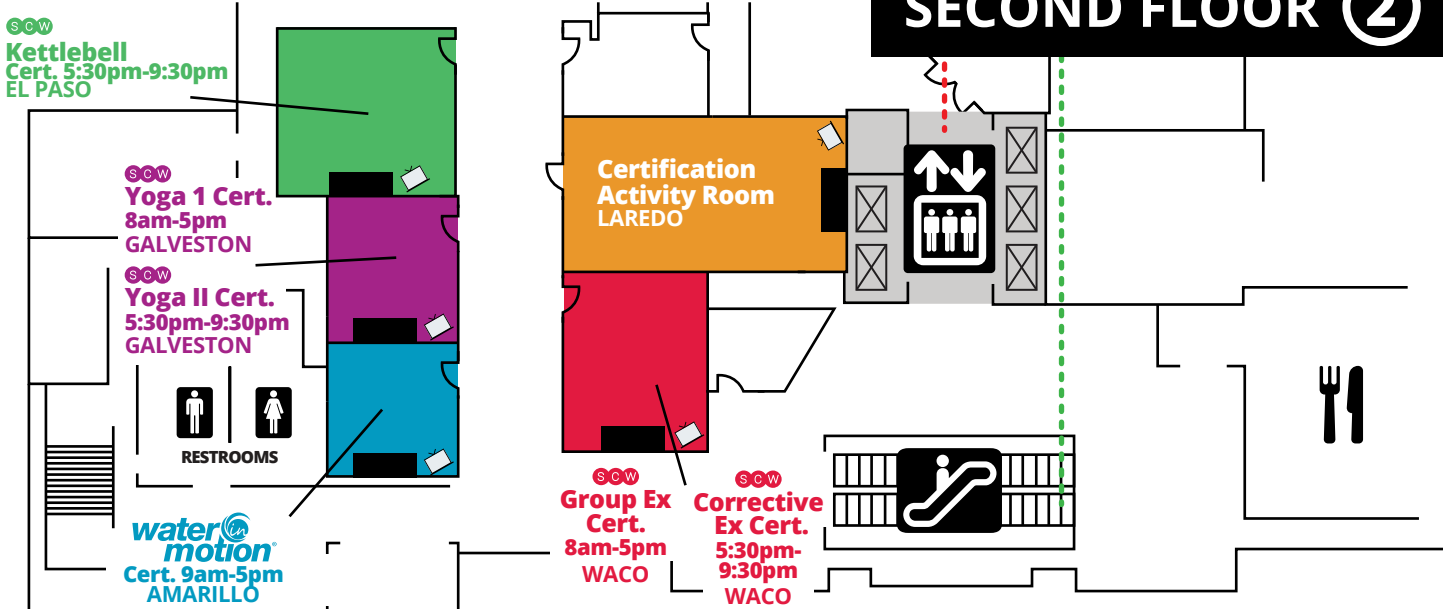 SECOND FLOOR 2
SCW
Kettlebell
Cert. 5:30pm-9:30pm
EL PASO
SCW
Yoga 1 Cert.
8am-5pm
GALVESTON
SCW
Yoga II Cert.
5:30pm-9:30pm
GALVESTON
RESTROOMS
water in
motion®
Cert. 9am-5pm
AMARILLO
Certification
Activity Room
LAREDO
SCW
Group Ex
Cert.
8am-5pm
WACO
SCW
Corrective
Ex Cert.
5:30pm-
9:30pm
WACO